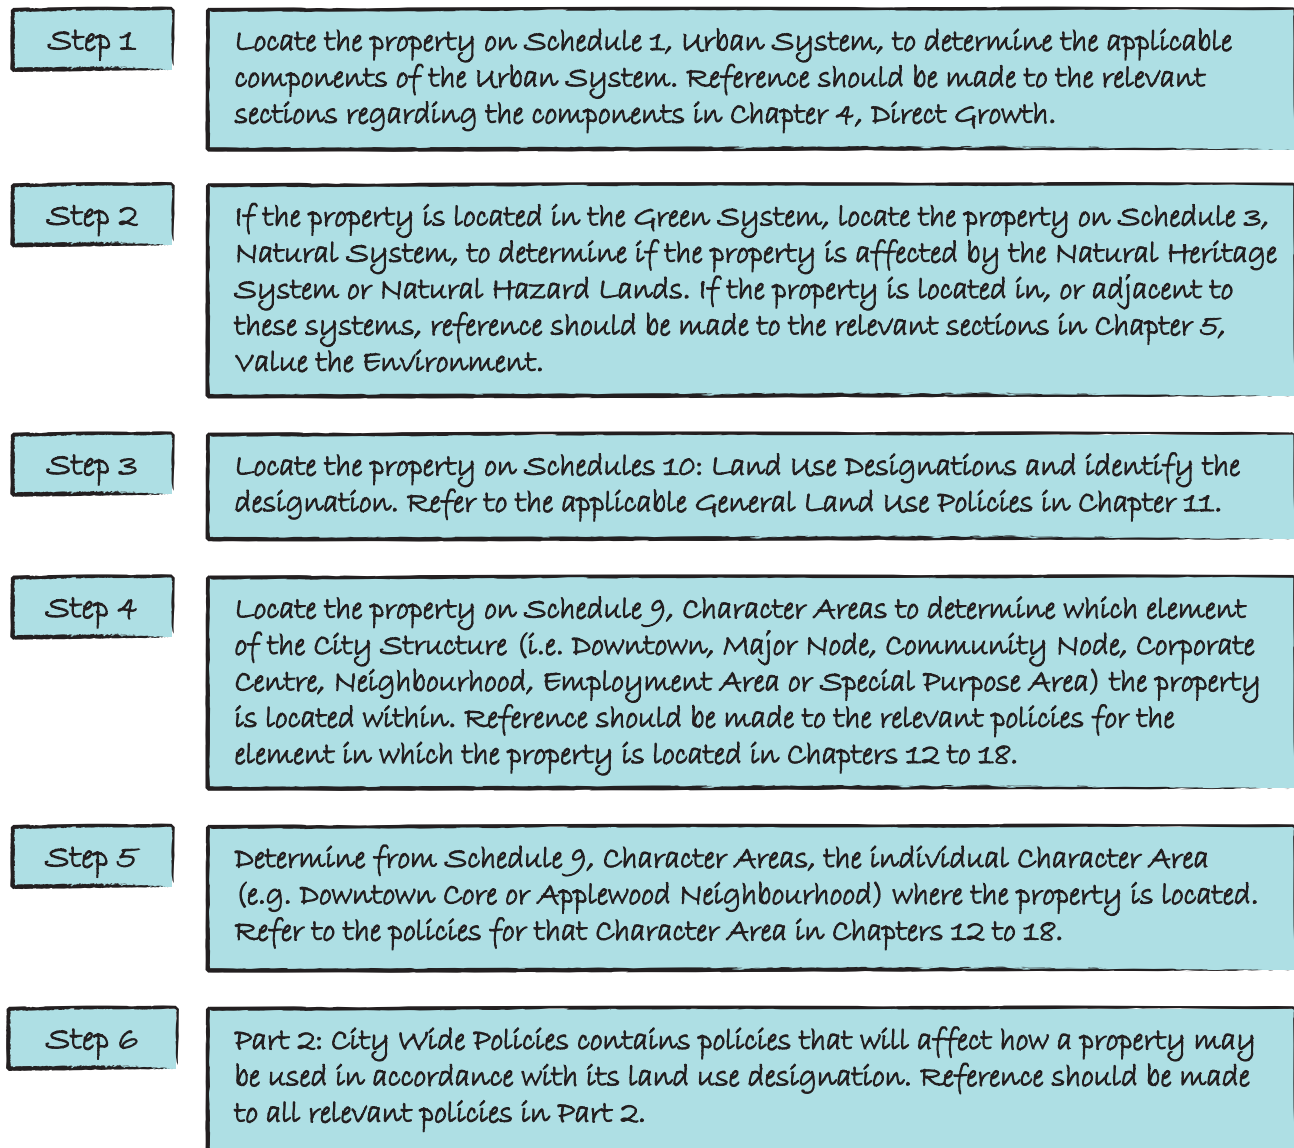 Step 1
Locate the property on Schedule 1, Urban System, to determine the applicable
components of the Urban System. Reference should be made to the relevant
sections regarding the components in Chapter 4, Direct Growth.
Step 2
If the property is located in the Green System, locate the property on Schedule 3,
Natural System, to determine if the property is affected by the Natural Heritage
System or Natural Hazard Lands. If the property is located in, or adjacent to
these systems, reference should be made to the relevant sections in Chapter 5,
Value the Environment.
Step 3
Locate the property on Schedules 10: Land Use Designations and identify the
designation. Refer to the applicable General Land Use Policies in Chapter 11.
Step 4
Locate the property on Schedule 9, Character Areas to determine which element
of the City Structure (i.e. Downtown, Major Node, Community Node, Corporate
Centre, Neighbourhood, Employment Area or Special Purpose Area) the property
is located within. Reference should be made to the relevant policies for the
element in which the property is located in Chapters 12 to 18.
Step 5
Determine from Schedule 9, Character Areas, the individual Character Area
(e.g. Downtown Core or Applewood Neighbourhood) where the property is located.
Refer to the policies for that Character Area in Chapters 12 to 18.
Step 6
Part 2: City Wide Policies contains policies that will affect how a property may
be used in accordance with its land use designation. Reference should be made
to all relevant policies in Part 2.